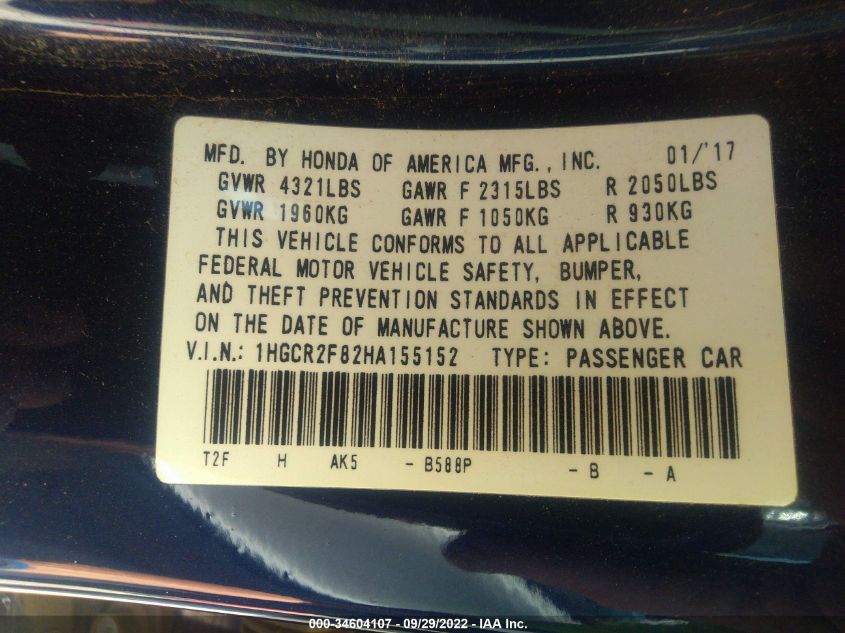 MFD. BY HONDA OF AMERICA MFG., INC. 01/'17
GVWR 4321LBS GAWR F 2315LBS R 2050LBS
GVWR 1960KG GAWR F 1050KG R 930KG
THIS VEHICLE CONFORMS TO ALL APPLICABLE
FEDERAL MOTOR VEHICLE SAFETY, BUMPER,
AND THEFT PREVENTION STANDARDS IN EFFECT
ON THE DATE OF MANUFACTURE SHOWN ABOVE.
V.I.N.: 1HGCR2F82HA155152 TYPE: PASSENGER CAR
T2F H AK5 - B588P - B - A
000-34604107 - 09/29/2022 - IAA Inc.